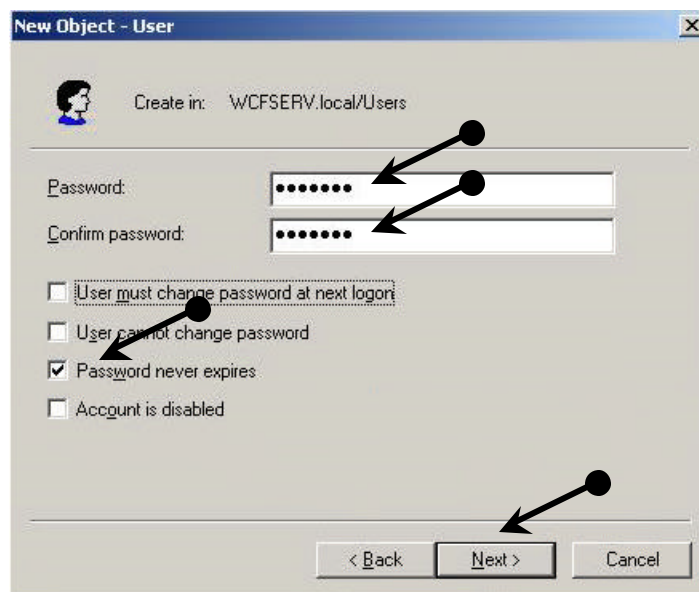 New Object - User
Create in: WCFSERV.local/Users
Password: •••••••
Confirm password: •••••••
User must change password at next logon
User cannot change password
Password never expires
Account is disabled
< Back Next > Cancel